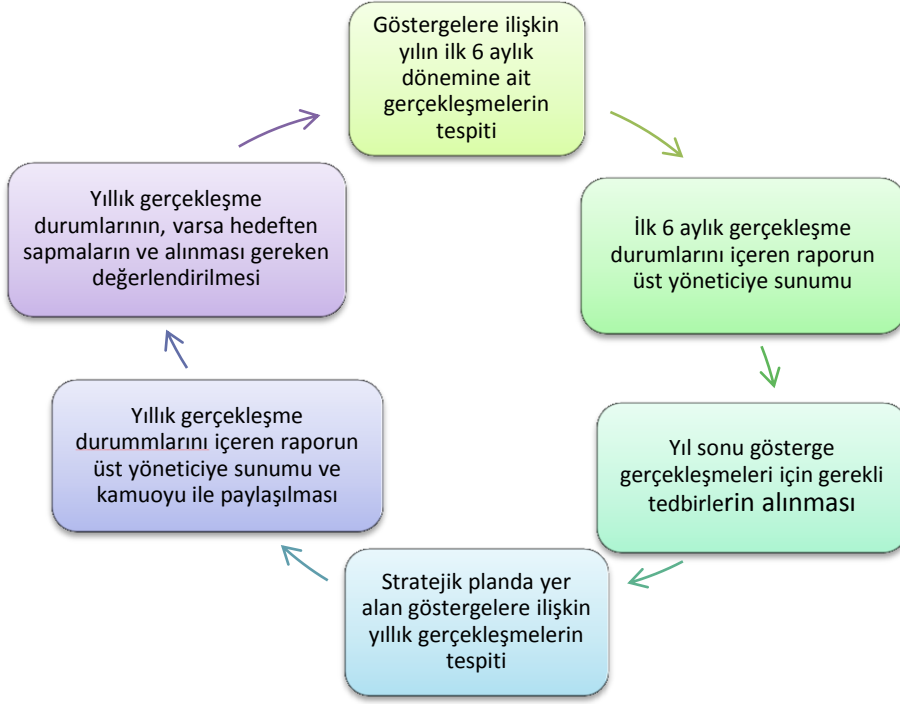 Göstergelere ilişkin
yılın ilk 6 aylık
dönemine ait
gerçekleşmelerin
tespiti
İlk 6 aylık gerçekleşme
durumlarını içeren raporun
üst yöneticiye sunumu
Yıl sonu gösterge
gerçekleşmeleri için gerekli
tedbirlerin alınması
Stratejik planda yer
alan göstergelere ilişkin
yıllık gerçekleşmelerin
tespiti
Yıllık gerçekleşme
durummlarını içeren raporun
üst yöneticiye sunumu ve
kamuoyu ile paylaşılması
Yıllık gerçekleşme
durumlarının, varsa hedeften
sapmaların ve alınması gereken
değerlendirilmesi